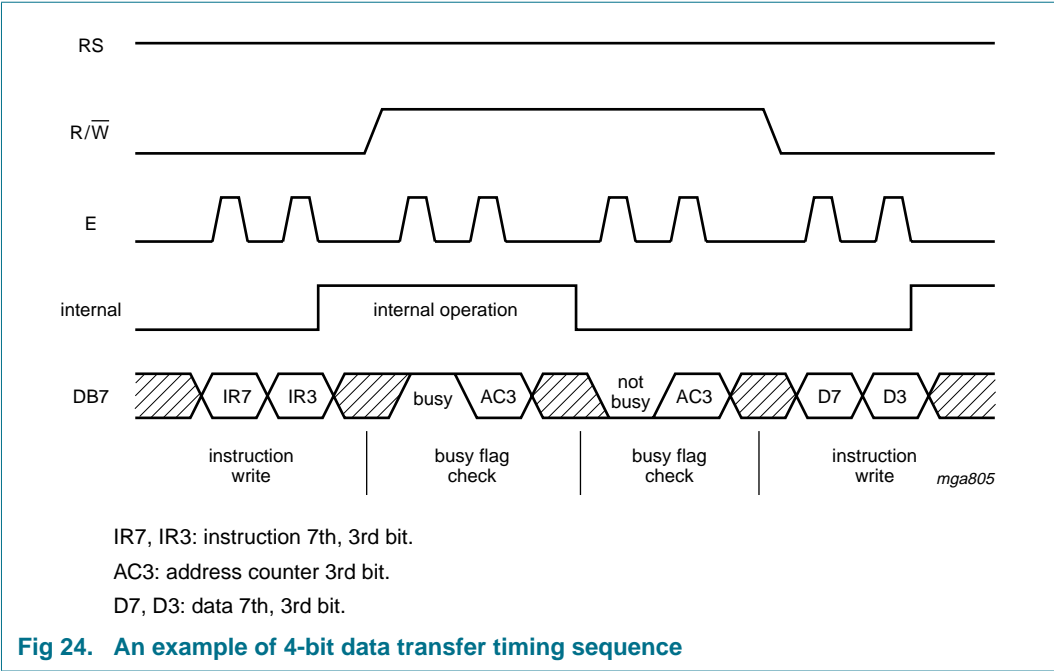 RS
R/W̅
E
internal
internal operation
DB7
IR7
IR3
busy
AC3
not
busy
AC3
D7
D3
instruction
write
busy flag
check
busy flag
check
instruction
write
mga805
IR7, IR3: instruction 7th, 3rd bit.
AC3: address counter 3rd bit.
D7, D3: data 7th, 3rd bit.
Fig 24. An example of 4-bit data transfer timing sequence